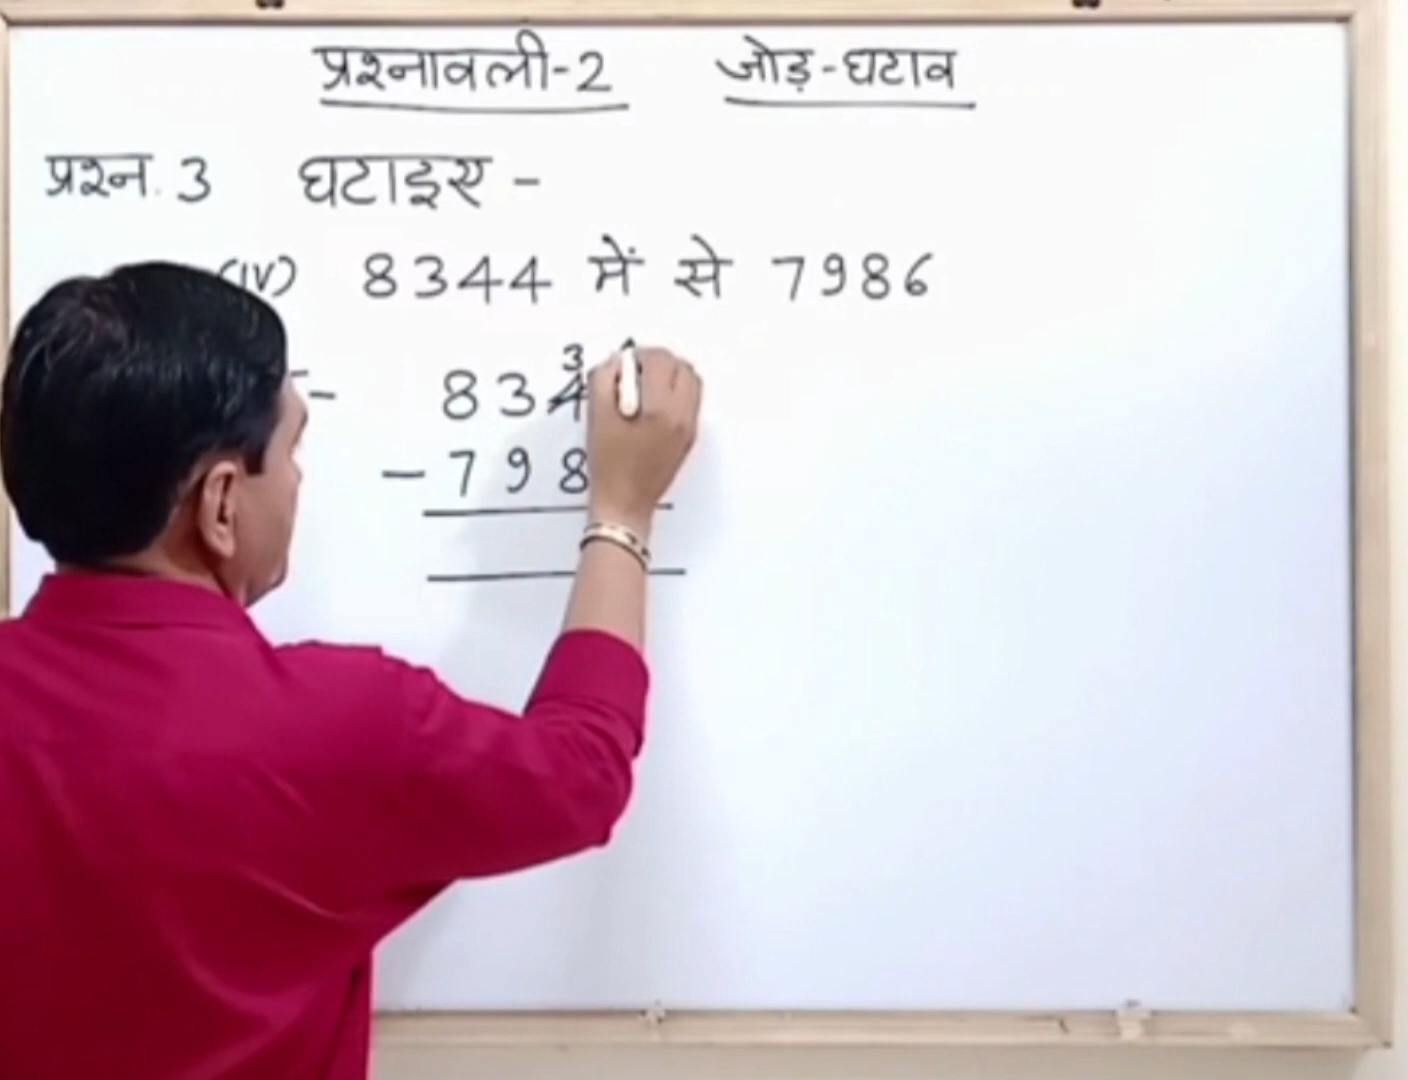 प्रश्नावली-2 जोड़-घटाव
प्रश्न. 3 घटाइए -
(iv) 8344 में से 7986
3
- 834
- 798